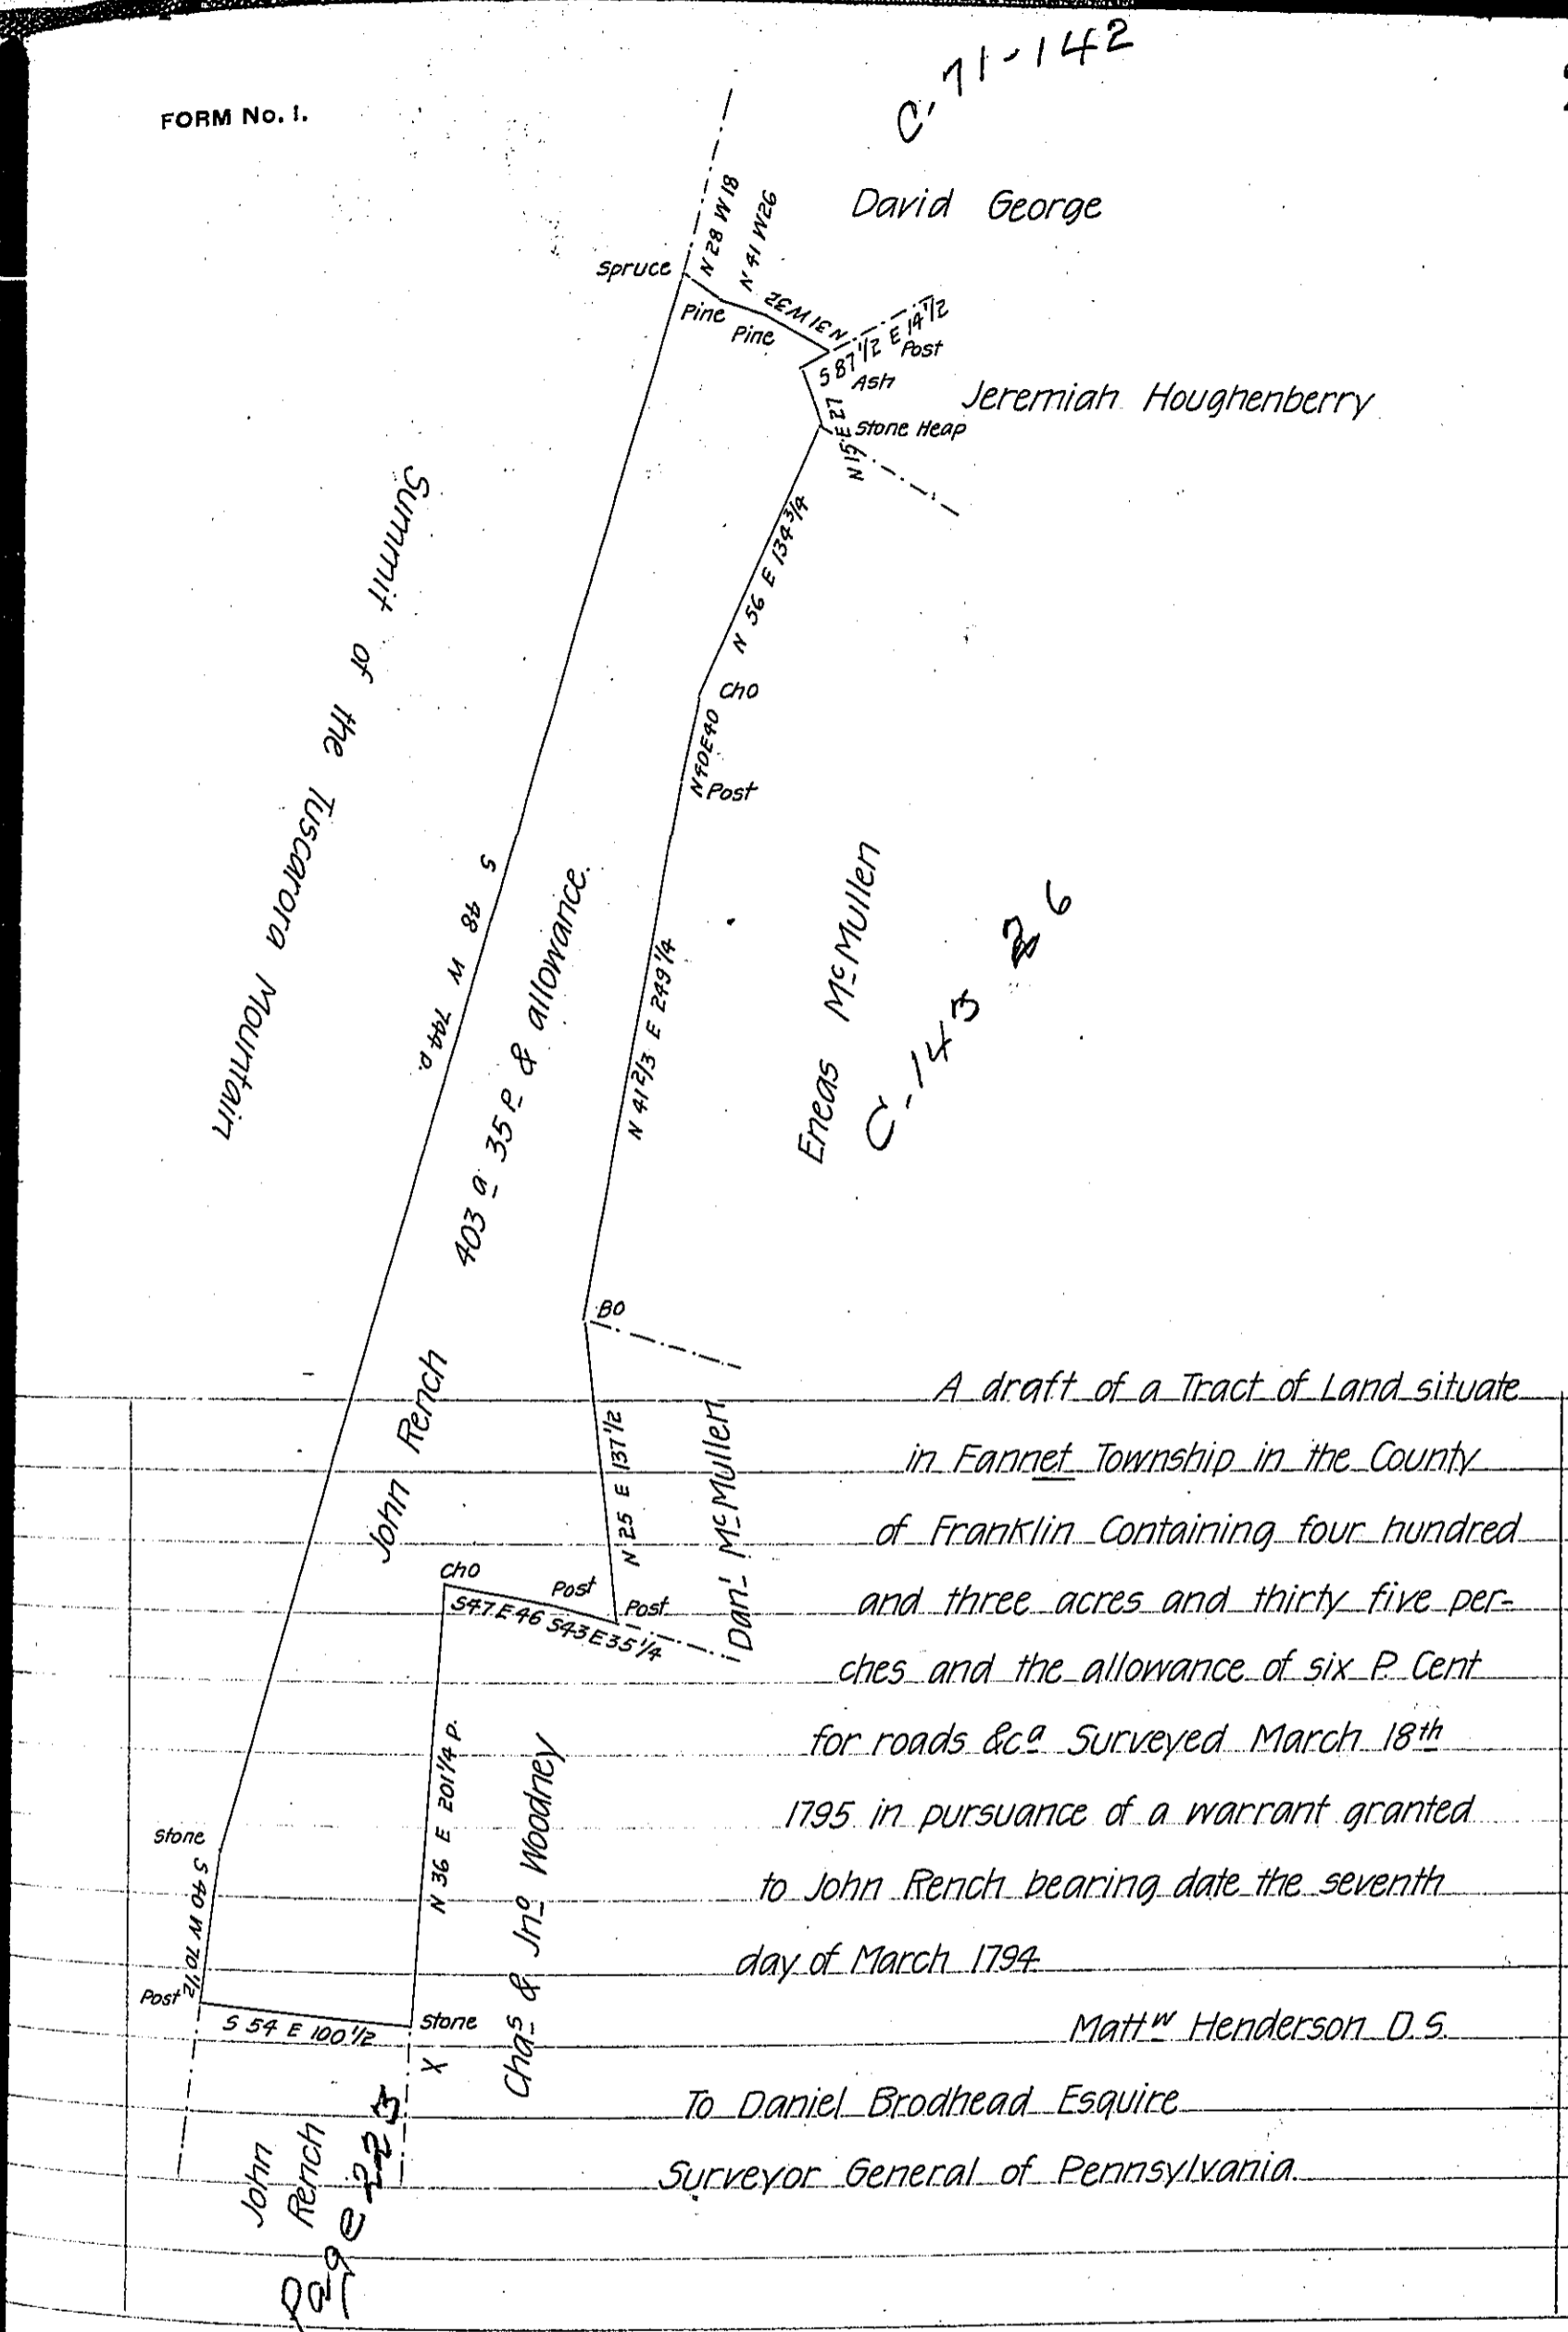 C. 71-142
FORM No. 1.
David George
N 28 W 18
N 41 W 26
Spruce
Pine
Pine
N 31 W 32
S 87 1/2 E 14 1/2
Post
Ash
Jeremiah Houghenberry
N 15 E 27
Stone Heap
Summit of the Tuscarora Mountain
N 56 E 134 3/4
Cho
N 40 E 40
Post
S 48 W 744 p.
403 a 35 P & allowance.
N 41 2/3 E 249 1/4
Eneas McMullen
C-143 26
BO
John Rench
N 25 E 137 1/2
Danl McMullen
Cho
Post
Post
S 47 E 46 S 43 E 35 1/4
N 36 E 201 1/4 P.
Chas & Jno Woodney
Stone
S 40 W 70 1/2
Post
S 54 E 100 1/2
Stone
X
John
Rench
Page 223
A draft of a Tract of Land situate
in Fannet Township in the County
of Franklin Containing four hundred
and three acres and thirty five per-
ches and the allowance of six P. Cent
for roads &ca Surveyed March 18th
1795 in pursuance of a warrant granted
to John Rench bearing date the seventh
day of March 1794
Mattw Henderson D.S.
To Daniel Brodhead Esquire
Surveyor General of Pennsylvania.